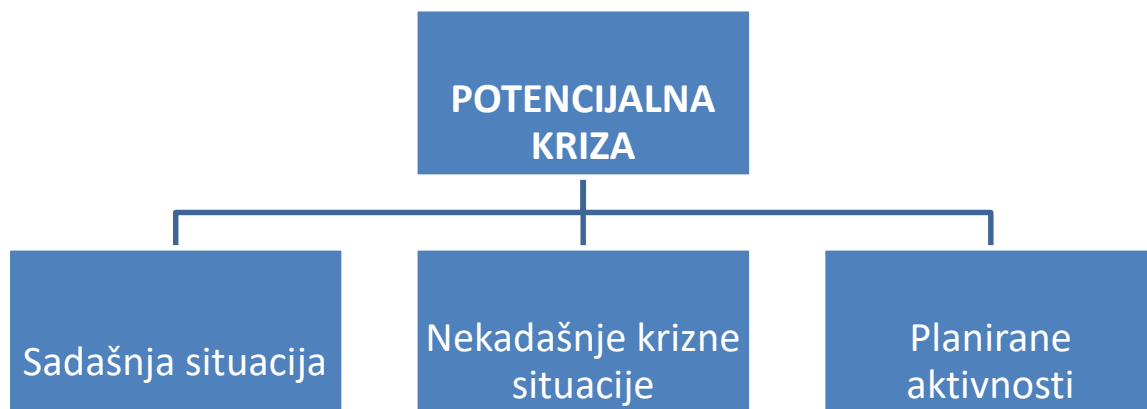 POTENCIJALNA
KRIZA
Sadašnja situacija
Nekadašnje krizne
situacije
Planirane
aktivnosti